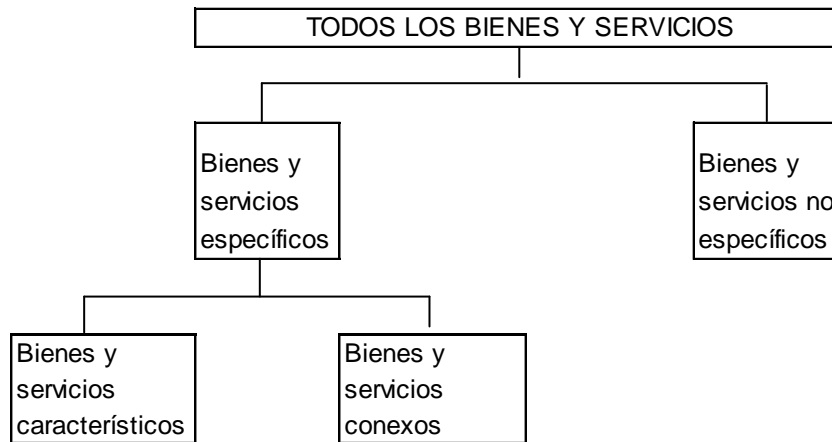 TODOS LOS BIENES Y SERVICIOS
Bienes y
servicios
específicos
Bienes y
servicios no
específicos
Bienes y
servicios
característicos
Bienes y
servicios
conexos